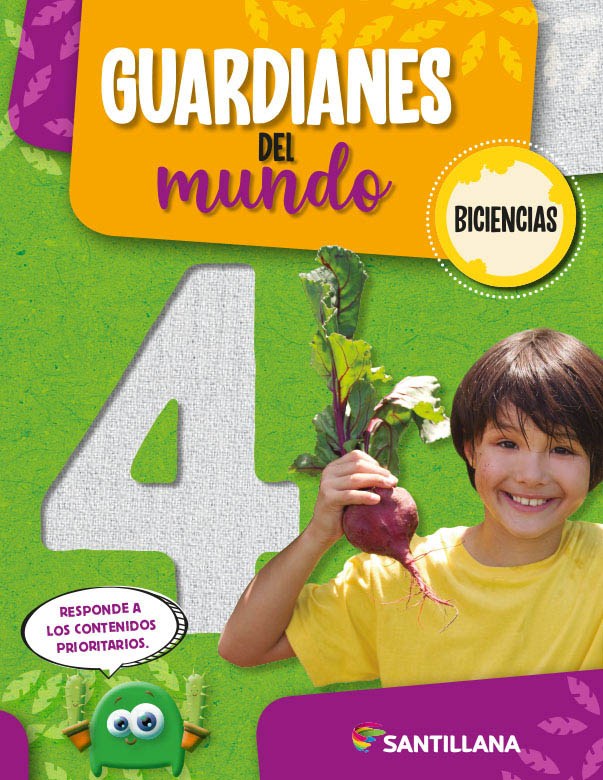 GUARDIANES
DEL
mundo
BICIENCIAS
4
RESPONDE A
LOS CONTENIDOS
PRIORITARIOS.
SANTILLANA